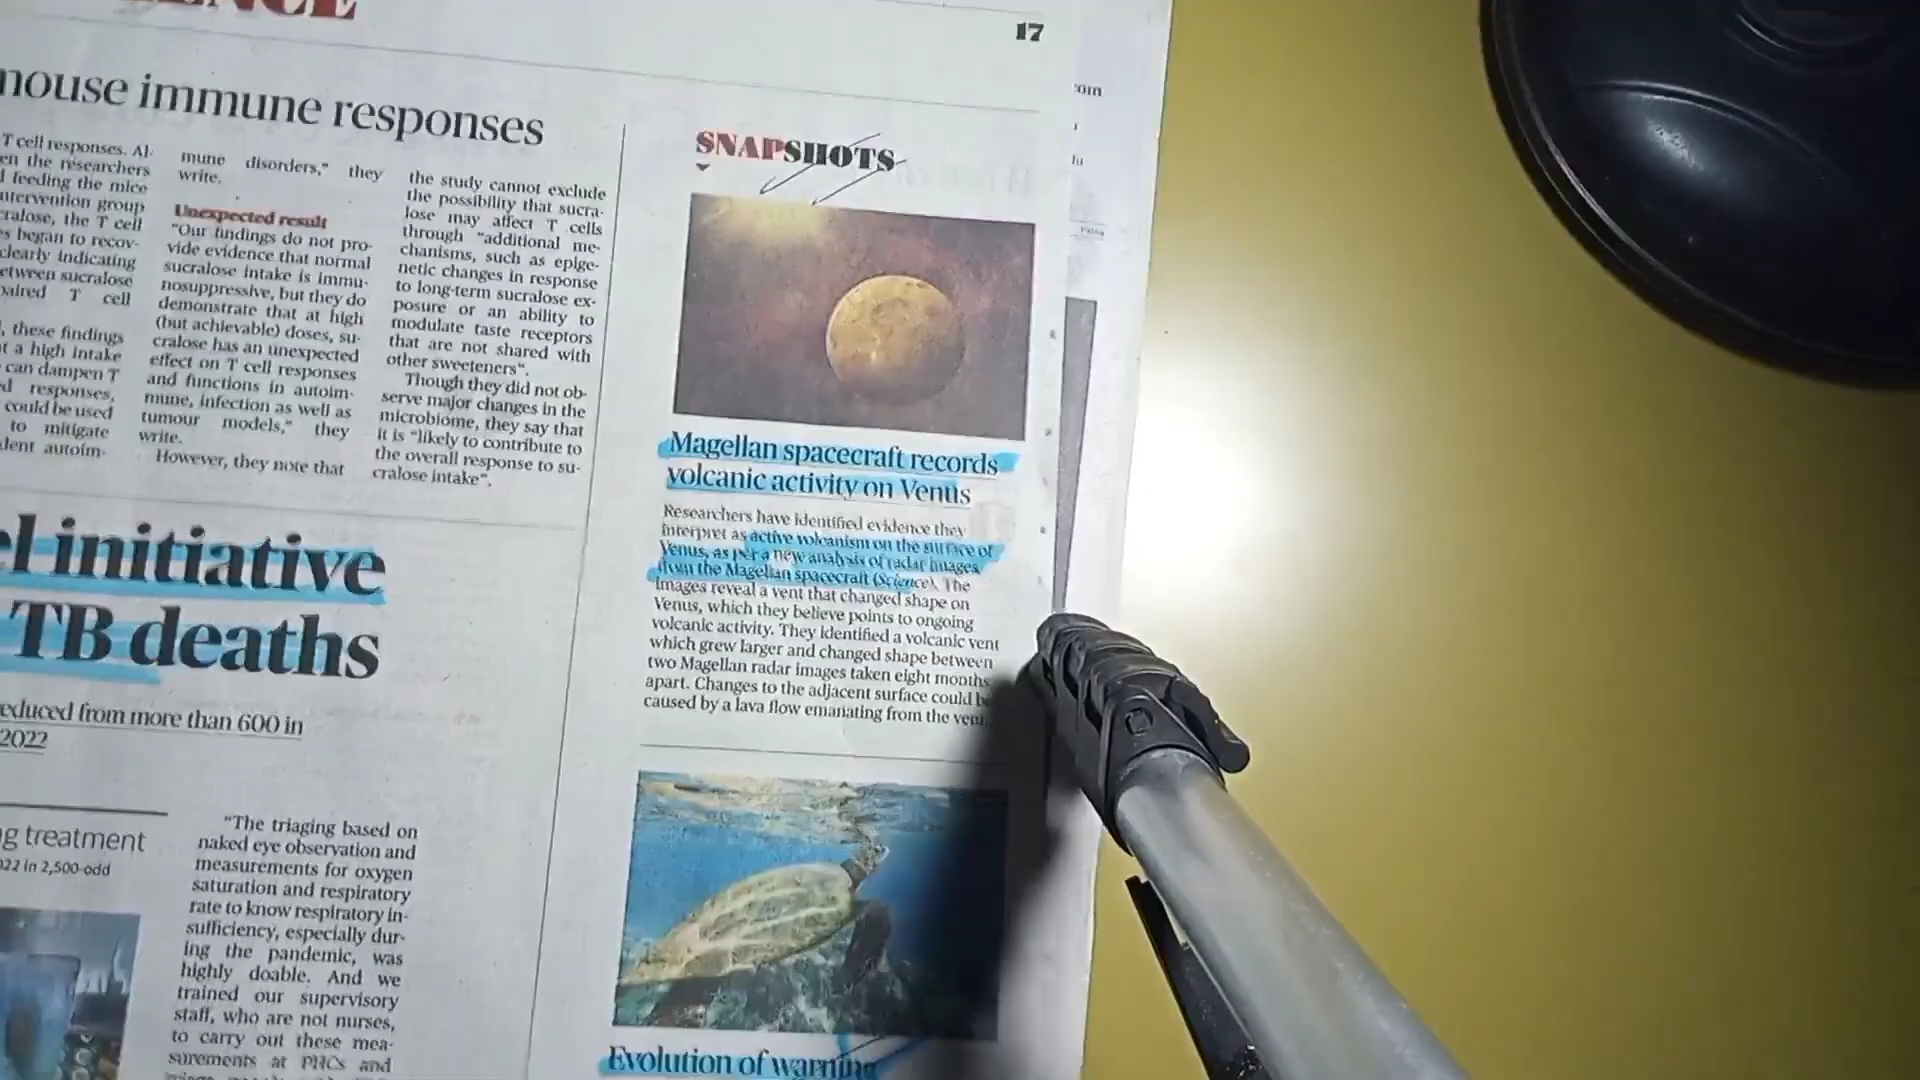 17
mouse immune responses
T cell responses. Al-
en the researchers
feeding the mice
ntervention group
cralose, the T cell
s began to recov-
clearly indicating
etween sucralose
paired T cell
, these findings
t a high intake
can dampen T
ed responses,
could be used
to mitigate
dent autoim-
mune disorders," they
write.
Unexpected result
"Our findings do not pro-
vide evidence that normal
sucralose intake is immu-
nosuppressive, but they do
demonstrate that at high
(but achievable) doses, su-
cralose has an unexpected
effect on T cell responses
and functions in autoim-
mune, infection as well as
tumour models," they
write.
However, they note that
the study cannot exclude
the possibility that sucra-
lose may affect T cells
through "additional me-
chanisms, such as epige-
netic changes in response
to long-term sucralose ex-
posure or an ability to
modulate taste receptors
that are not shared with
other sweeteners".
Though they did not ob-
serve major changes in the
microbiome, they say that
it is "likely to contribute to
the overall response to su-
cralose intake".
el initiative
TB deaths
educed from more than 600 in
2022
g treatment
022 in 2,500-odd
"The triaging based on
naked eye observation and
measurements for oxygen
saturation and respiratory
rate to know respiratory in-
sufficiency, especially dur-
ing the pandemic, was
highly doable. And we
trained our supervisory
staff, who are not nurses,
to carry out these mea-
surements at PHCs and
SNAPSHOTS
Magellan spacecraft records
volcanic activity on Venus
Researchers have identified evidence they
interpret as active volcanism on the surface of
Venus, as per a new analysis of radar images
from the Magellan spacecraft (Science). The
images reveal a vent that changed shape on
Venus, which they believe points to ongoing
volcanic activity. They identified a volcanic vent
which grew larger and changed shape between
two Magellan radar images taken eight months
apart. Changes to the adjacent surface could be
caused by a lava flow emanating from the vent.
Evolution of warning
om